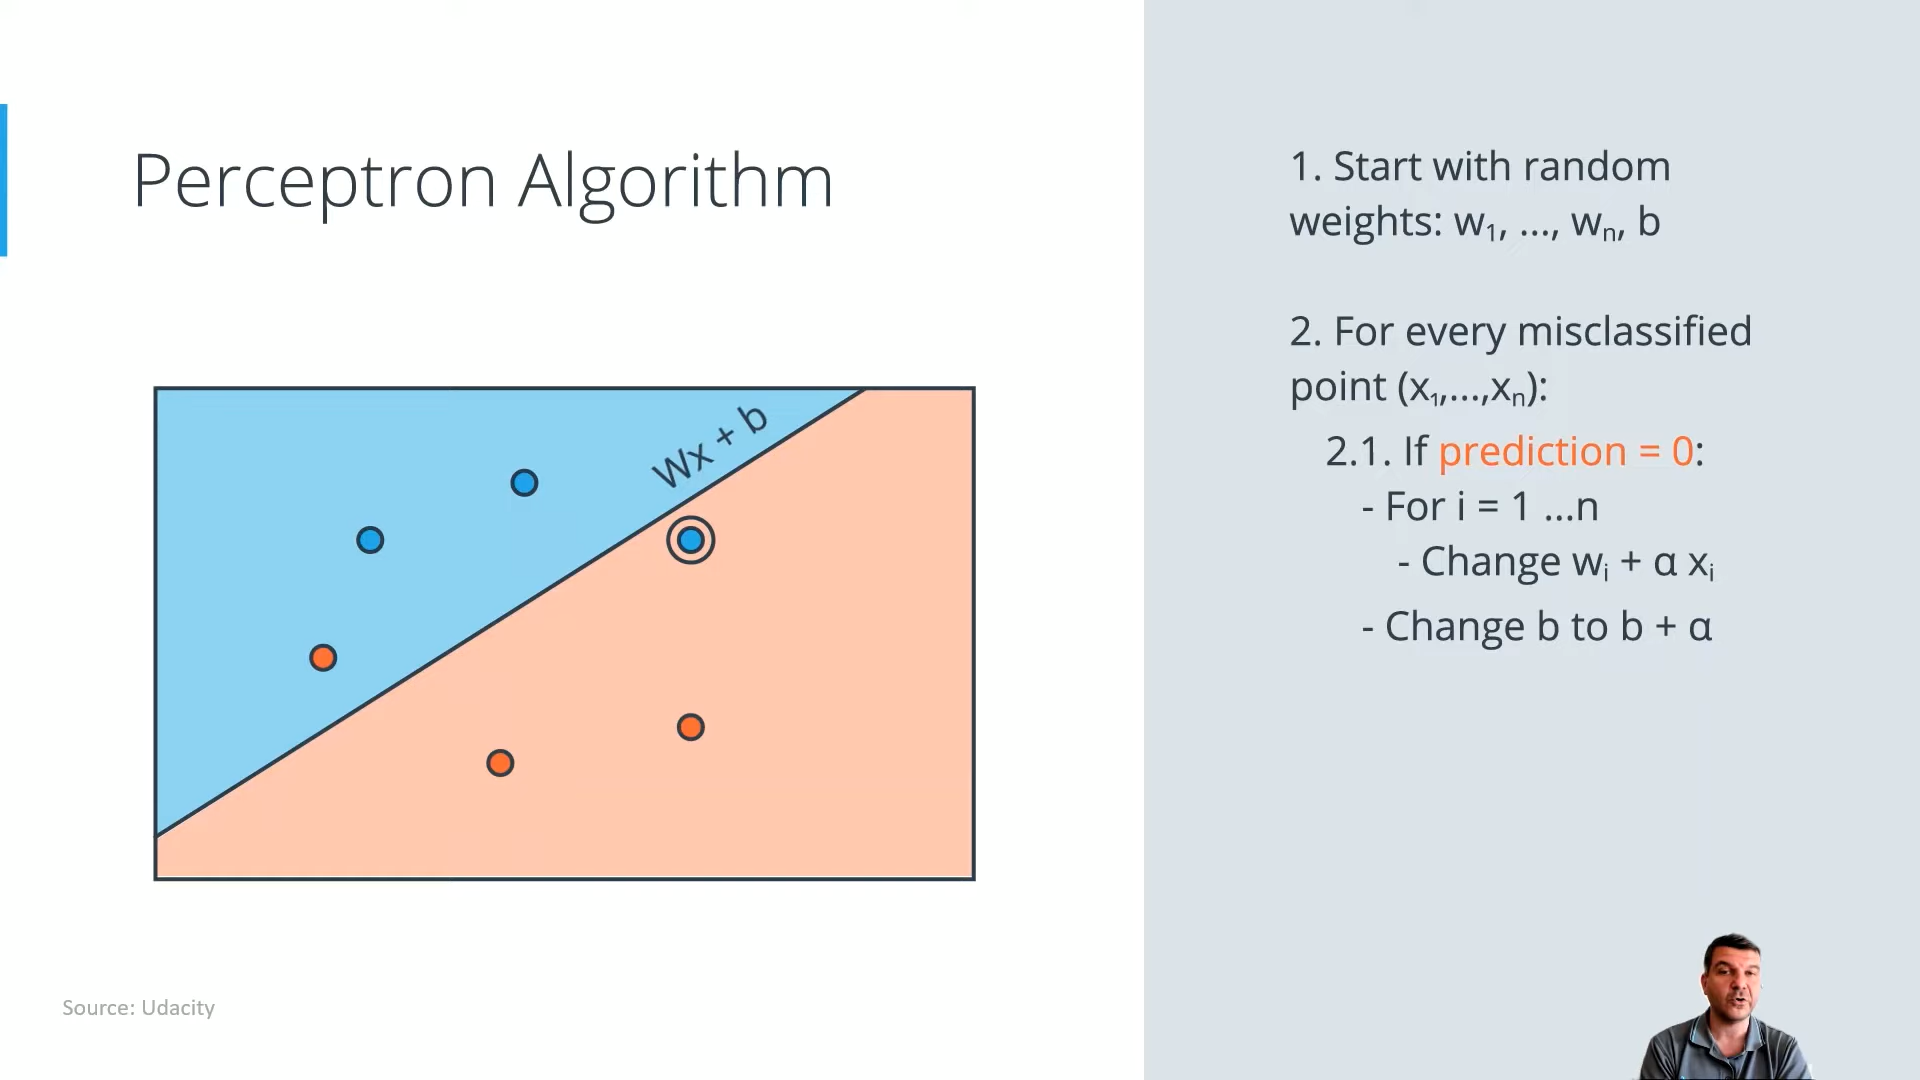 Perceptron Algorithm
Wx + b
Source: Udacity
1. Start with random
weights: w₁, ..., wₙ, b
2. For every misclassified
point (x₁,...,xₙ):
2.1. If prediction = 0:
- For i = 1 ...n
- Change wᵢ + α xᵢ
- Change b to b + α